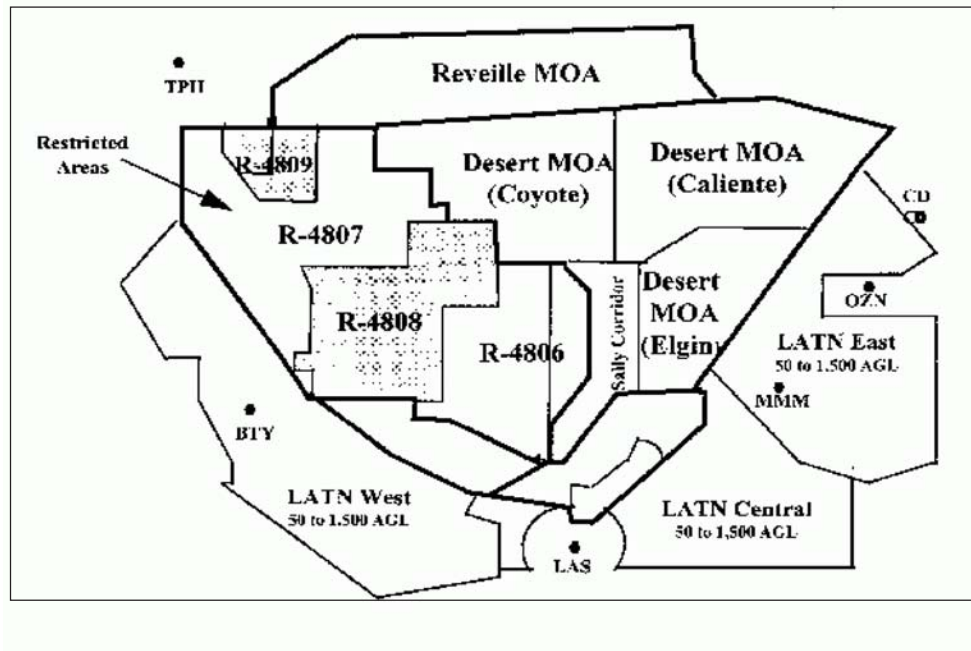 Reveille MOA
TPH
Restricted
Areas
R-4809
Desert MOA
(Coyote)
Desert MOA
(Caliente)
R-4807
Desert
MOA
(Elgin)
Sally Corridor
R-4808
R-4806
OZN
LATN East
50 to 1.500 AGL
MMM
BTY
LATN West
50 to 1.500 AGL
LATN Central
50 to 1,500 AGL
LAS